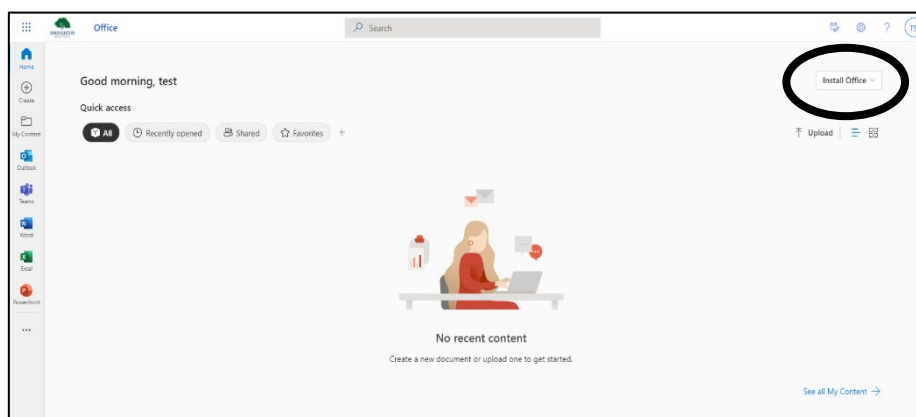 Office
Search
TS
Home
Create
My Content
Outlook
Teams
Word
Excel
PowerPoint
Good morning, test
Install Office
Quick access
All
Recently opened
Shared
Favorites
Upload
No recent content
Create a new document or upload one to get started.
See all My Content